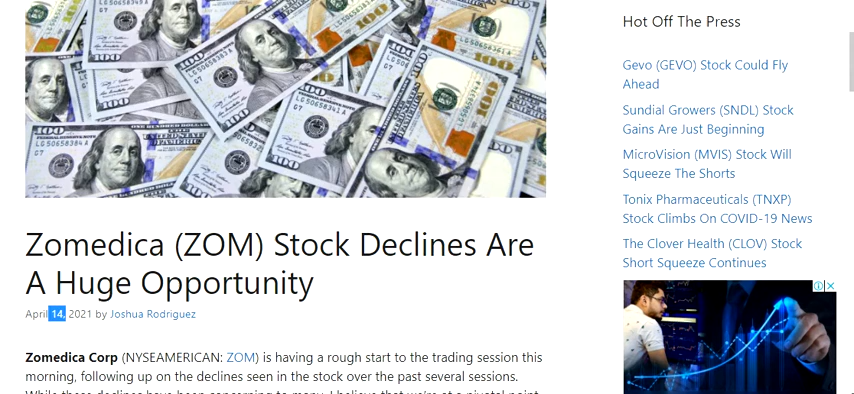 Zomedica (ZOM) Stock Declines Are
A Huge Opportunity
April 14, 2021 by Joshua Rodriguez
Zomedica Corp (NYSEAMERICAN: ZOM) is having a rough start to the trading session this
morning, following up on the declines seen in the stock over the past several sessions.
While these declines have been concerning to many, I believe that we're at a pivotal point
Hot Off The Press
Gevo (GEVO) Stock Could Fly
Ahead
Sundial Growers (SNDL) Stock
Gains Are Just Beginning
MicroVision (MVIS) Stock Will
Squeeze The Shorts
Tonix Pharmaceuticals (TNXP)
Stock Climbs On COVID-19 News
The Clover Health (CLOV) Stock
Short Squeeze Continues